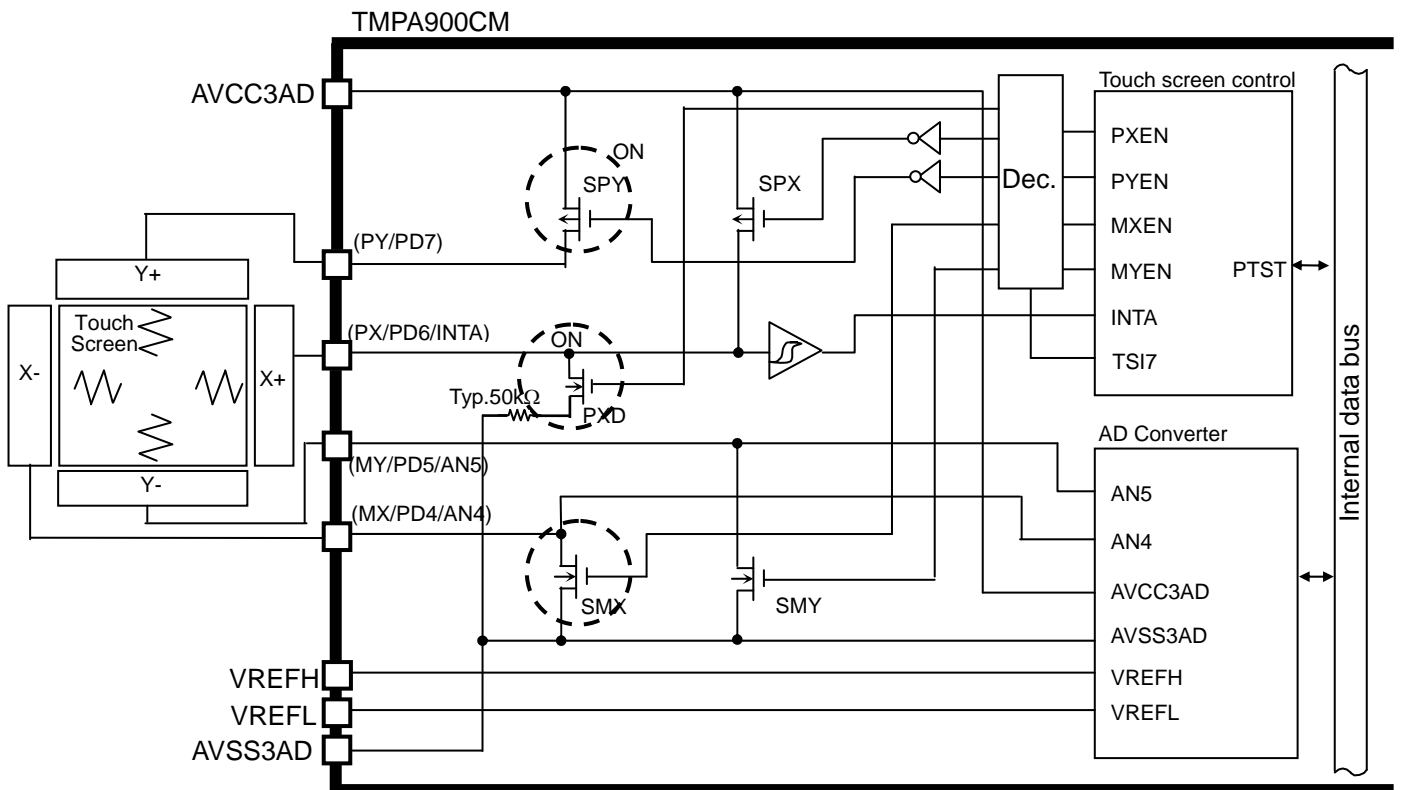 TMPA900CM
AVCC3AD
Touch screen control
PXEN
PYEN
MXEN
MYEN
PTST
INTA
TSI7
Dec.
ON
SPY
SPX
(PY/PD7)
Y+
Touch
Screen
X-
X+
Y-
(PX/PD6/INTA)
ON
Typ.50kΩ
PXD
(MY/PD5/AN5)
(MX/PD4/AN4)
SMX
SMY
AD Converter
AN5
AN4
AVCC3AD
AVSS3AD
VREFH
VREFL
Internal data bus
VREFH
VREFL
AVSS3AD